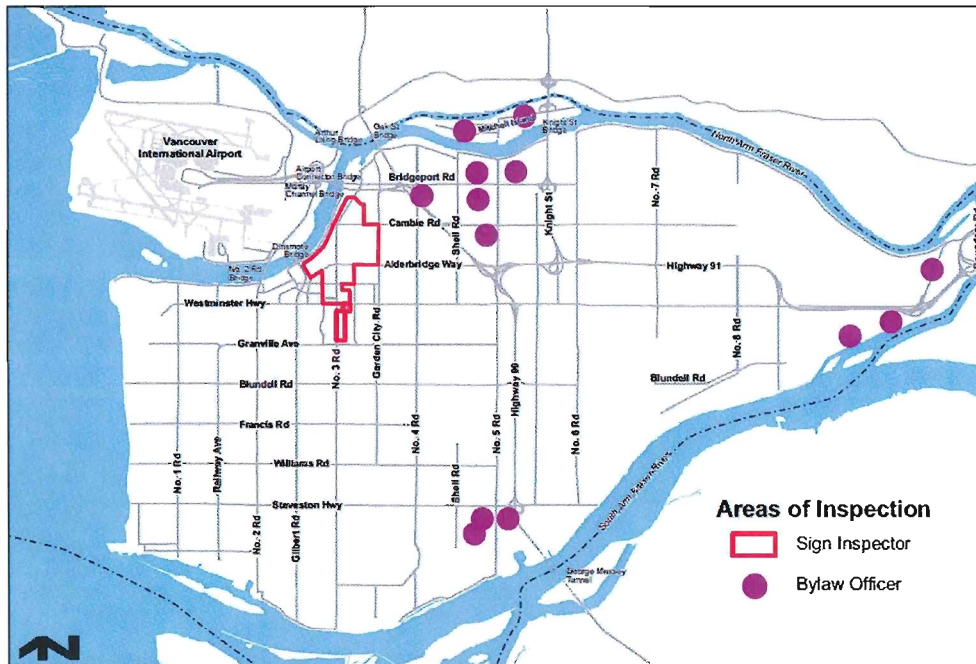 Vancouver
International Airport
Arthur
Laing Bridge
Oak St
Bridge
Mitchell Island
Knight St
Bridge
North Arm Fraser River
Airport
Connector Bridge
Moray
Channel Bridge
Bridgeport Rd
No. 7 Rd
Cambie Rd
Shell Rd
Knight St
Dinsmore
Bridge
No. 2 Rd
Bridge
Alderbridge Way
Highway 91
Westminster Hwy
Granville Ave
No. 3 Rd
Garden City Rd
No. 8 Rd
Blundell Rd
Blundell Rd
Highway 99
Francis Rd
No. 1 Rd
Railway Ave
No. 4 Rd
No. 5 Rd
No. 6 Rd
Williams Rd
Shell Rd
Steveston Hwy
No. 2 Rd
Gilbert Rd
South Arm Fraser River
George Massey
Tunnel
Areas of Inspection
Sign Inspector
Bylaw Officer
N